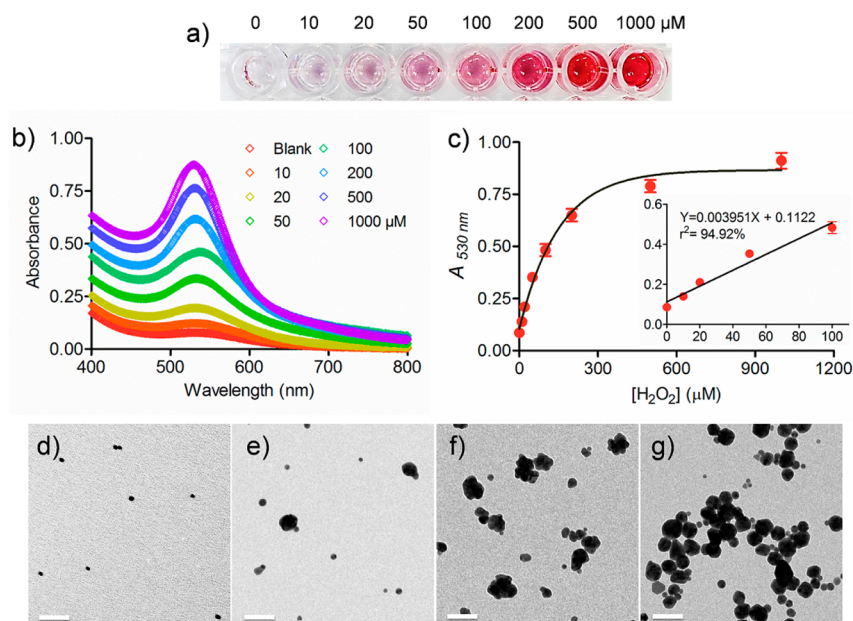 0 10 20 50 100 200 500 1000 μM
a)
b)
1.00
0.75
0.50
0.25
0.00
Absorbance
400 500 600 700 800
Wavelength (nm)
Blank 100
10 200
20 500
50 1000 μM
c)
1.00
0.75
0.50
0.25
0.00
A 530 nm
0 300 600 900 1200
[H₂O₂] (μM)
0.6
0.4
0.2
0.0
0 20 40 60 80 100
Y=0.003951X + 0.1122
r²= 94.92%
d) e) f) g)